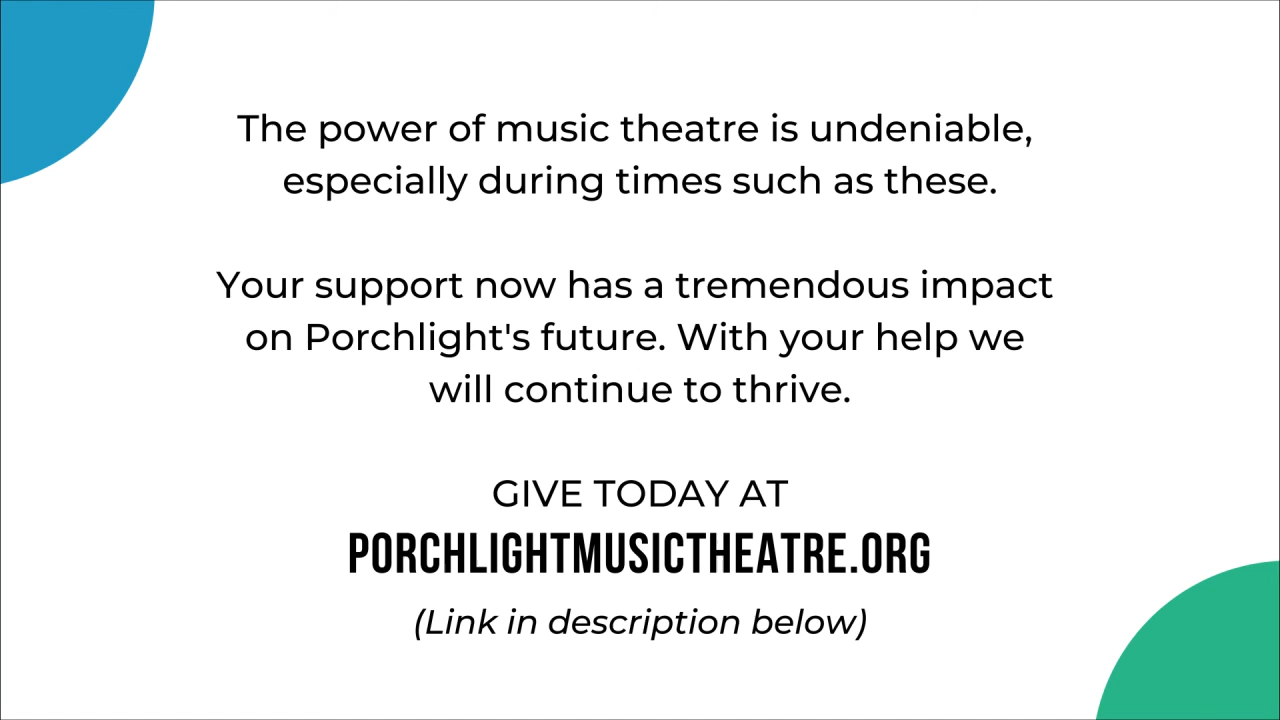 The power of music theatre is undeniable,
especially during times such as these.
Your support now has a tremendous impact
on Porchlight's future. With your help we
will continue to thrive.
GIVE TODAY AT
PORCHLIGHTMUSICTHEATRE.ORG
(Link in description below)